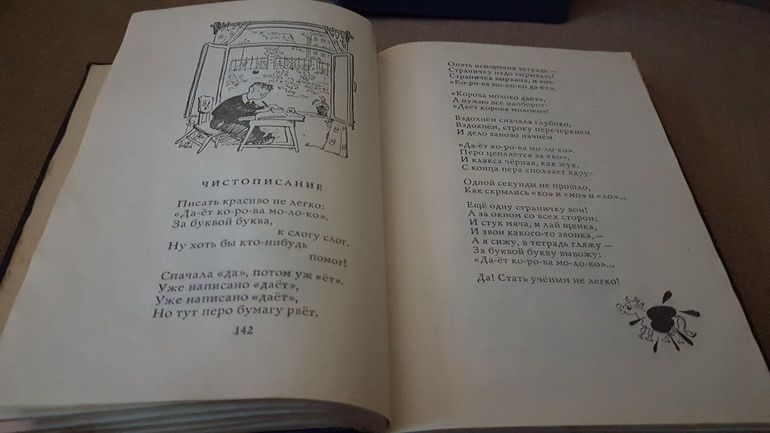 ЧИСТОПИСАНИЕ
Писать красиво не легко:
«Да-ёт ко-ро-ва мо-ло-ко».
За буквой буква,
к слогу слог.
Ну хоть бы кто-нибудь
помог!
Сначала «да», потом уж «ёт».
Уже написано «даёт»,
Уже написано «даёт»,
Но тут перо бумагу рвёт.
142
Опять испорчена тетрадь —
Страничку надо вырывать!
Страничка вырвана, и вот:
«Ко-ро-ва мо-ло-ко да-ёт».
«Корова молоко даёт»,
А нужно всё наоборот:
«Даёт корова молоко»!
Вздохнём сначала глубоко,
Вздохнём, строку перечеркнём
И дело заново начнём.
«Да-ёт ко-ро-ва мо-ло-ко».
Перо цепляется за «ко»,
И клякса чёрная, как жук,
С конца пера сползает вдруг.
Одной секунды не прошло,
Как скрылись «ко» и «мо» и «ло»...
Ещё одну страничку вон!
А за окном со всех сторон:
И стук мяча, и лай щенка,
И звон какого-то звонка,—
А я сижу, в тетрадь гляжу —
За буквой букву вывожу:
«Да-ёт ко-ро-ва мо-ло-ко»...
Да! Стать учёным не легко!